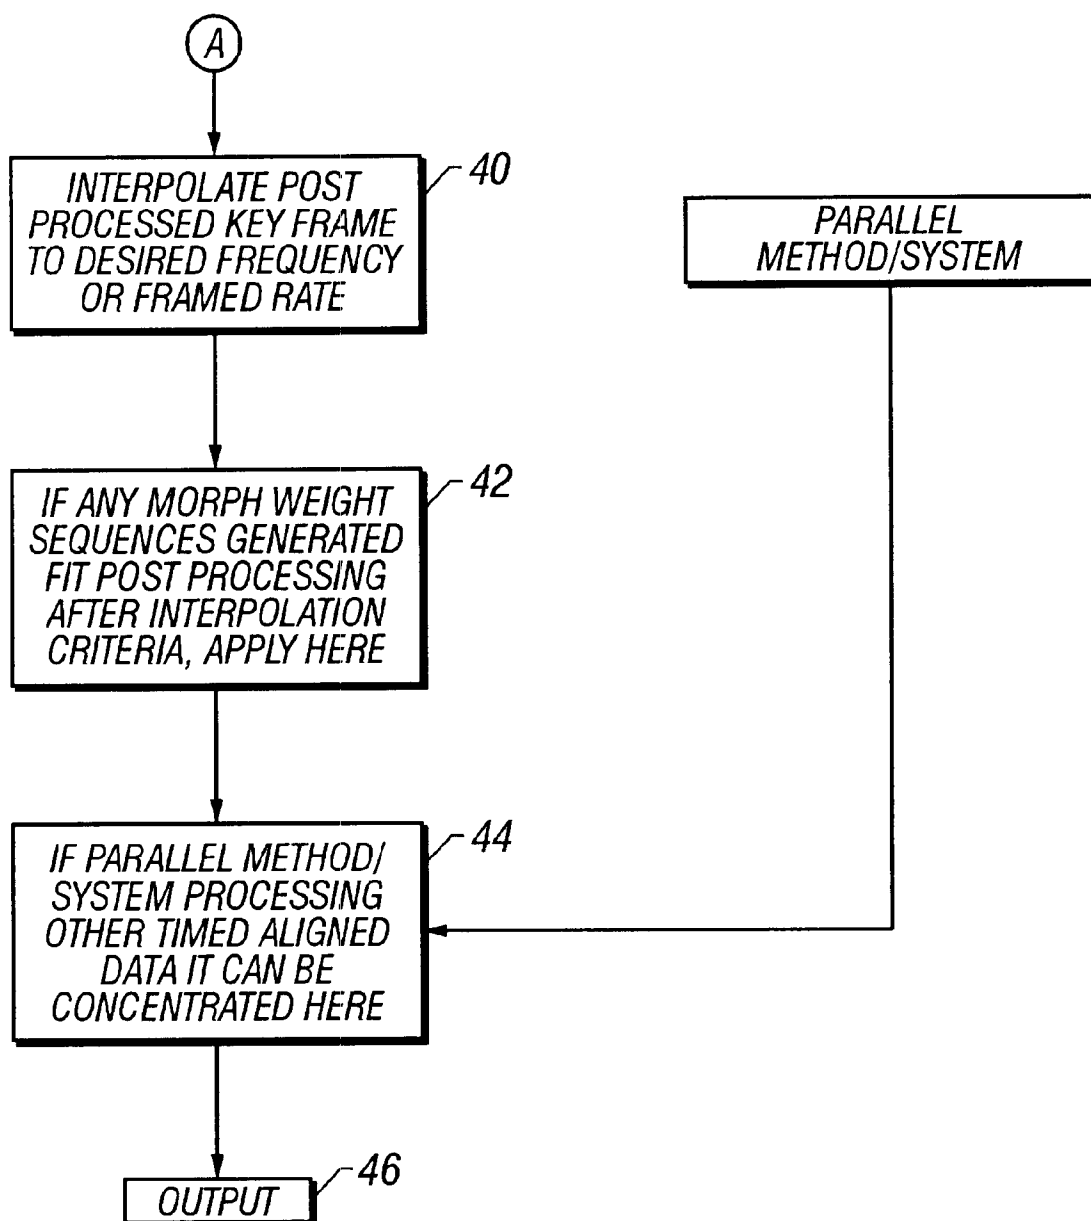 A
INTERPOLATE POST
PROCESSED KEY FRAME
TO DESIRED FREQUENCY
OR FRAMED RATE
40
PARALLEL
METHOD/SYSTEM
IF ANY MORPH WEIGHT
SEQUENCES GENERATED
FIT POST PROCESSING
AFTER INTERPOLATION
CRITERIA, APPLY HERE
42
IF PARALLEL METHOD/
SYSTEM PROCESSING
OTHER TIMED ALIGNED
DATA IT CAN BE
CONCENTRATED HERE
44
OUTPUT
46